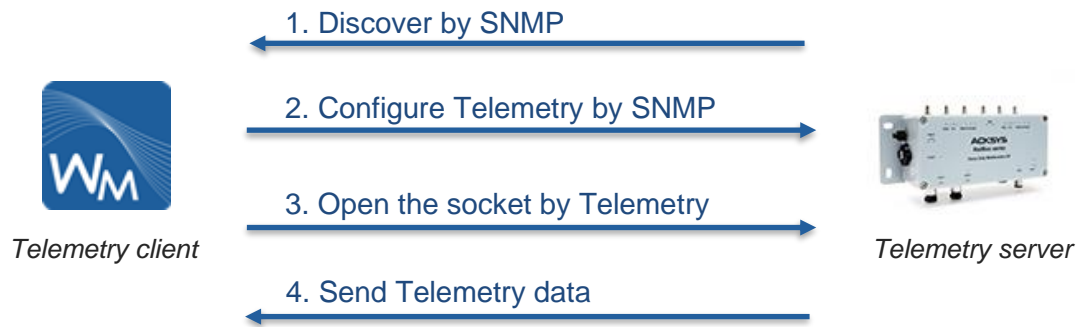 1. Discover by SNMP
2. Configure Telemetry by SNMP
WM
ACKSYS
3. Open the socket by Telemetry
Telemetry client
Telemetry server
4. Send Telemetry data